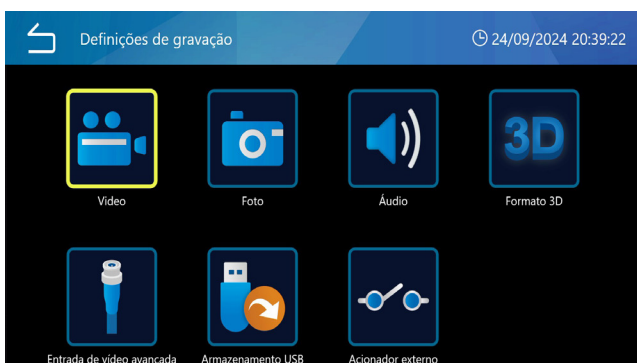 Definições de gravação
24/09/2024 20:39:22
3D
Video
Foto
Áudio
Formato 3D
Entrada de vídeo avançada
Armazenamento USB
Acionador externo